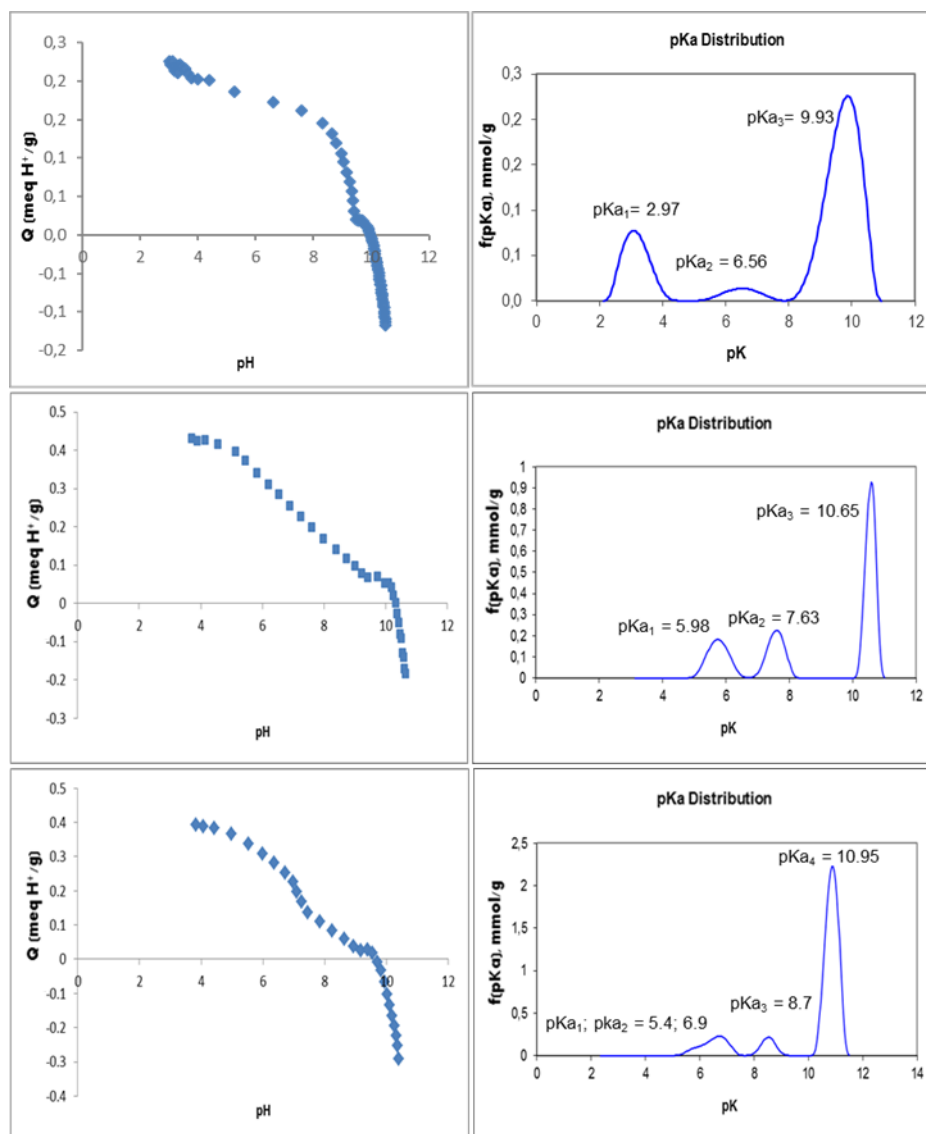 0,3
0,2
0,2
0,1
0,1
0,0
-0,1
-0,1
-0,2
Q (meq H⁺/g)
0 2 4 6 8 10 12
pH
pKa Distribution
0,3
0,2
0,2
0,1
0,1
0,0
f(pKa), mmol/g
pKa₃= 9.93
pKa₁= 2.97
pKa₂ = 6.56
0 2 4 6 8 10 12
pK
0.5
0.4
0.3
0.2
0.1
0
-0.1
-0.2
-0.3
Q (meq H⁺/g)
0 2 4 6 8 10 12
pH
pKa Distribution
1
0,9
0,8
0,7
0,6
0,5
0,4
0,3
0,2
0,1
0
f(pKa), mmol/g
pKa₃ = 10.65
pKa₁ = 5.98
pKa₂ = 7.63
0 2 4 6 8 10 12
pK
0.5
0.4
0.3
0.2
0.1
0
-0.1
-0.2
-0.3
-0.4
Q (meq H⁺/g)
0 2 4 6 8 10 12
pH
pKa Distribution
2,5
2
1,5
1
0,5
0
f(pKa), mmol/g
pKa₄ = 10.95
pKa₃ = 8.7
pKa₁; pka₂ = 5.4; 6.9
0 2 4 6 8 10 12 14
pK